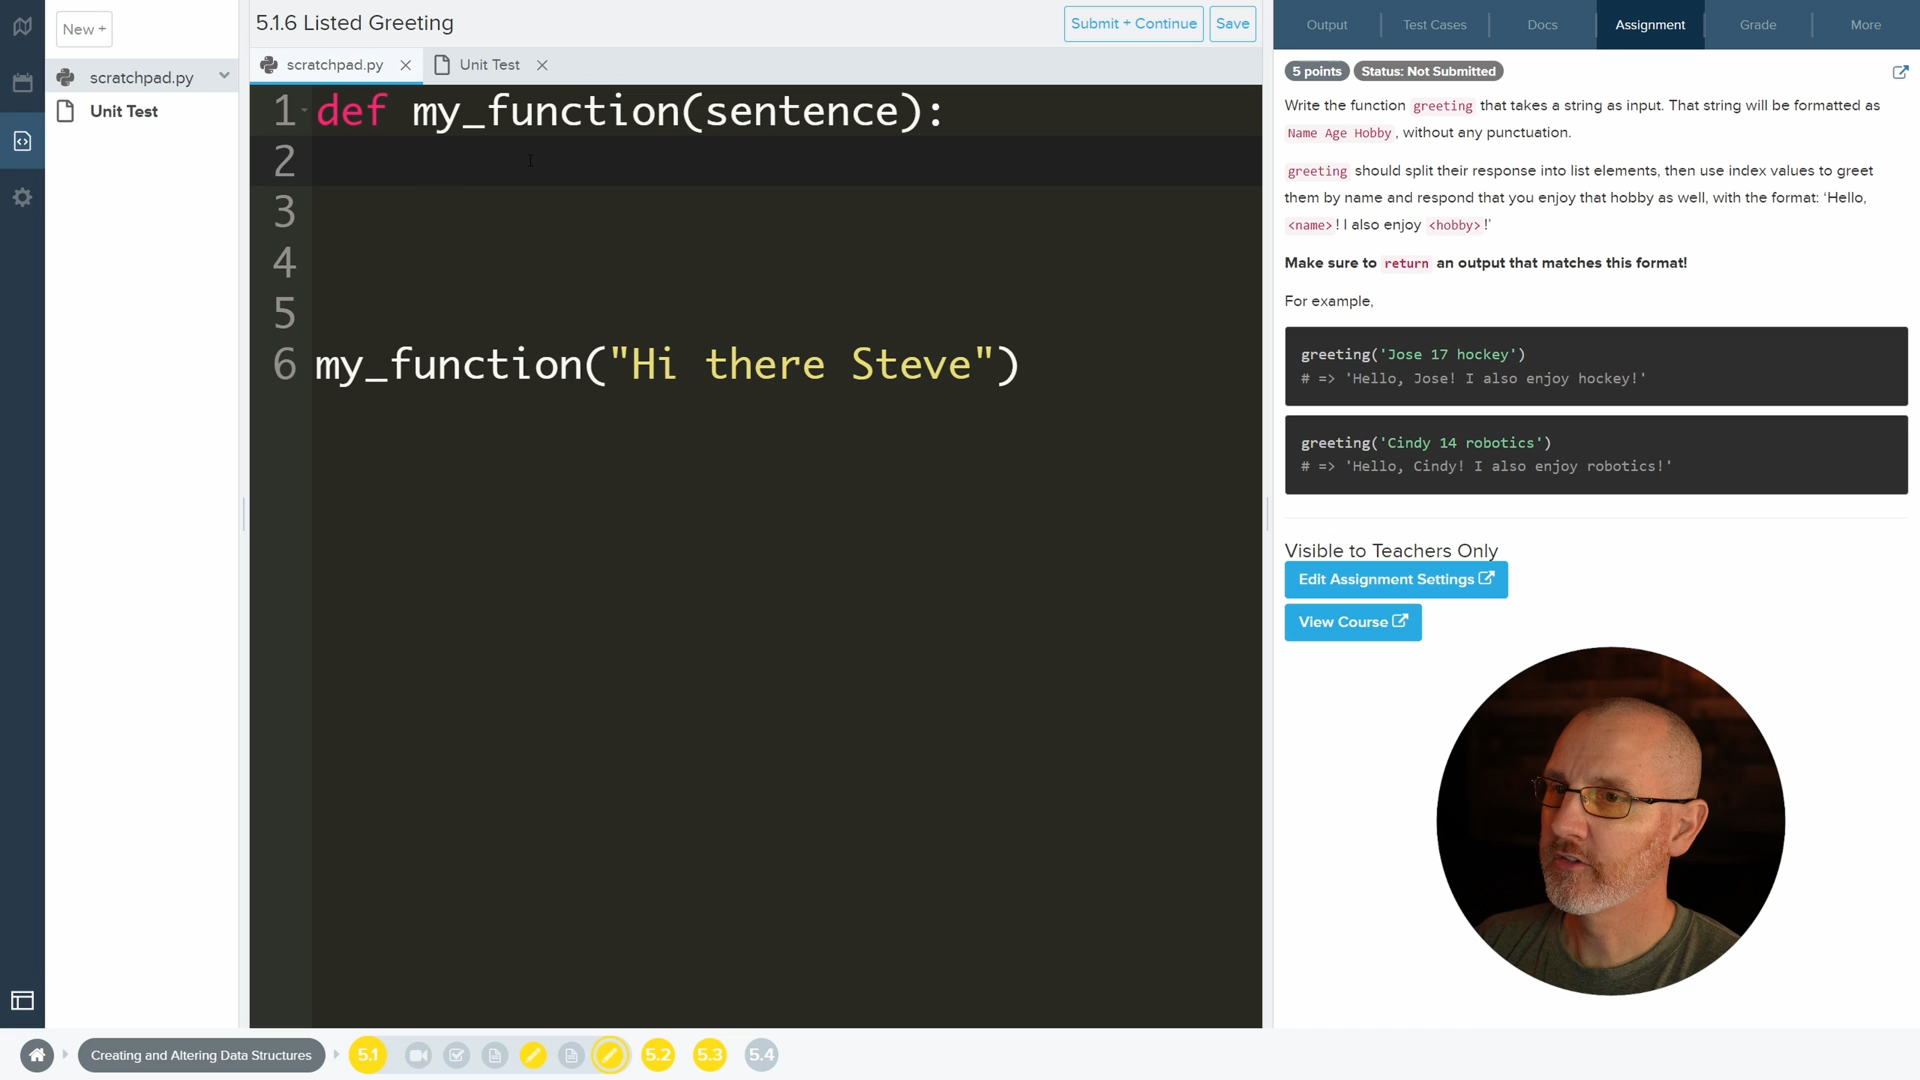 New +
scratchpad.py
Unit Test
5.1.6 Listed Greeting
Submit + Continue
Save
scratchpad.py
Unit Test
1 def my_function(sentence):
2
3
4
5
6 my_function("Hi there Steve")
Output
Test Cases
Docs
Assignment
Grade
More
5 points
Status: Not Submitted
Write the function greeting that takes a string as input. That string will be formatted as
Name Age Hobby, without any punctuation.
greeting should split their response into list elements, then use index values to greet
them by name and respond that you enjoy that hobby as well, with the format: ‘Hello,
<name>! I also enjoy <hobby>!’
Make sure to return an output that matches this format!
For example,
greeting('Jose 17 hockey')
# => 'Hello, Jose! I also enjoy hockey!'
greeting('Cindy 14 robotics')
# => 'Hello, Cindy! I also enjoy robotics!'
Visible to Teachers Only
Edit Assignment Settings
View Course
Creating and Altering Data Structures
5.1
5.2
5.3
5.4